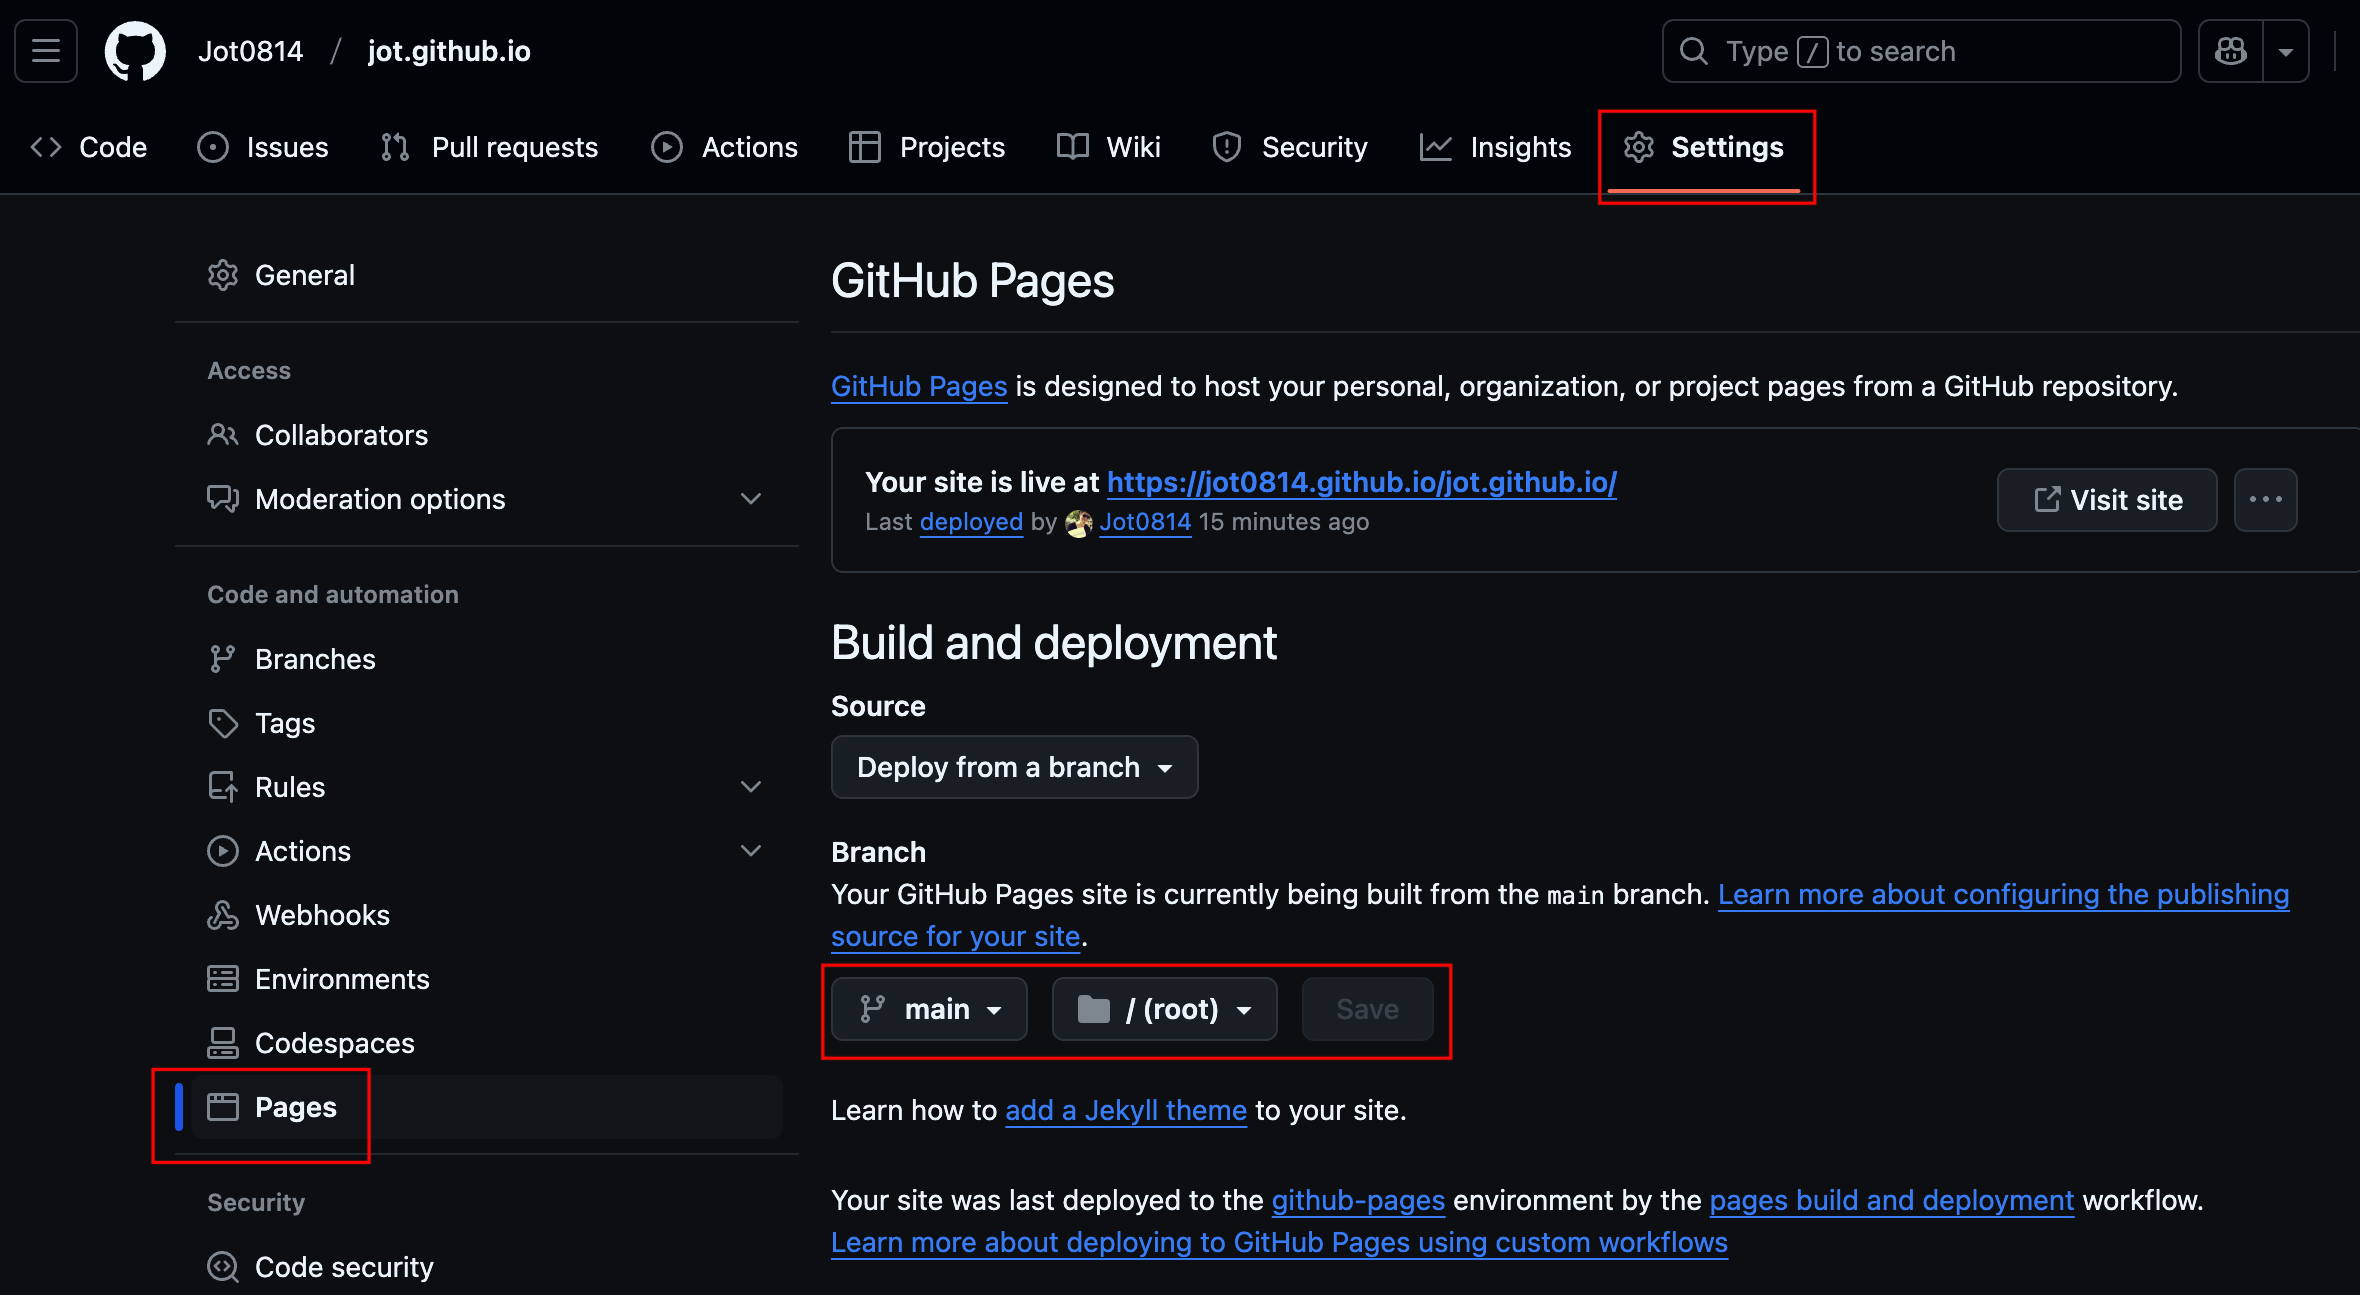 Jot0814 / jot.github.io
Type / to search
Code Issues Pull requests Actions Projects Wiki Security Insights Settings
General
Access
Collaborators
Moderation options
Code and automation
Branches
Tags
Rules
Actions
Webhooks
Environments
Codespaces
Pages
Security
Code security
GitHub Pages
GitHub Pages is designed to host your personal, organization, or project pages from a GitHub repository.
Your site is live at https://jot0814.github.io/jot.github.io/
Last deployed by Jot0814 15 minutes ago
Visit site
Build and deployment
Source
Deploy from a branch
Branch
Your GitHub Pages site is currently being built from the main branch. Learn more about configuring the publishing
source for your site.
main / (root) Save
Learn how to add a Jekyll theme to your site.
Your site was last deployed to the github-pages environment by the pages build and deployment workflow.
Learn more about deploying to GitHub Pages using custom workflows